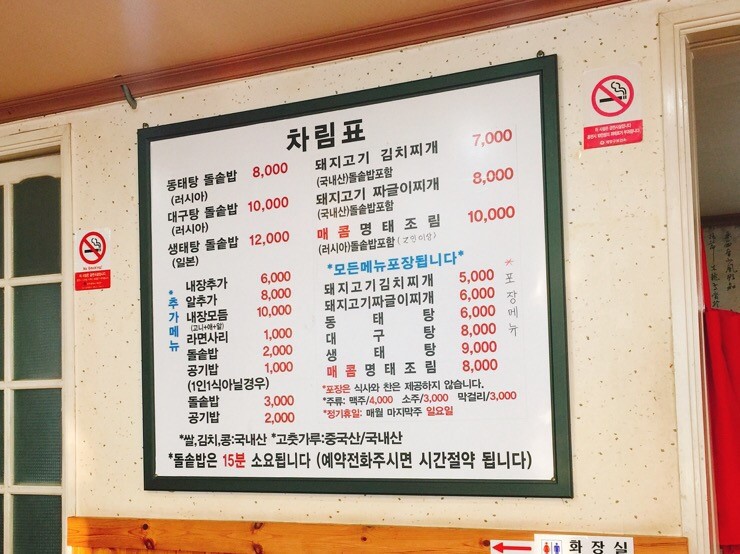 차림표
동태탕 돌솥밥 8,000
(러시아)
대구탕 돌솥밥 10,000
(러시아)
생태탕 돌솥밥 12,000
(일본)
돼지고기 김치찌개 7,000
(국내산)돌솥밥포함
돼지고기 짜글이찌개 8,000
(국내산)돌솥밥포함
매콤명태조림 10,000
(러시아)돌솥밥포함 (2인이상)
*추가메뉴
내장추가 6,000
알추가 8,000
내장모듬 10,000
(고니+애+알)
라면사리 1,000
돌솥밥 2,000
공기밥 1,000
(1인1식아닐경우)
돌솥밥 3,000
공기밥 2,000
*모든메뉴포장됩니다*
돼지고기김치찌개 5,000
돼지고기짜글이찌개 6,000
동태탕 6,000
대구탕 8,000
생태탕 9,000
매콤명태조림 8,000
*포장메뉴
*포장은 식사와 찬은 제공하지 않습니다.
*주류: 맥주/4,000 소주/3,000 막걸리/3,000
*정기휴일: 매월 마지막주 일요일
*쌀,김치,콩:국내산 *고춧가루:중국산/국내산
*돌솥밥은 15분 소요됩니다 (예약전화주시면 시간절약 됩니다)
화장실